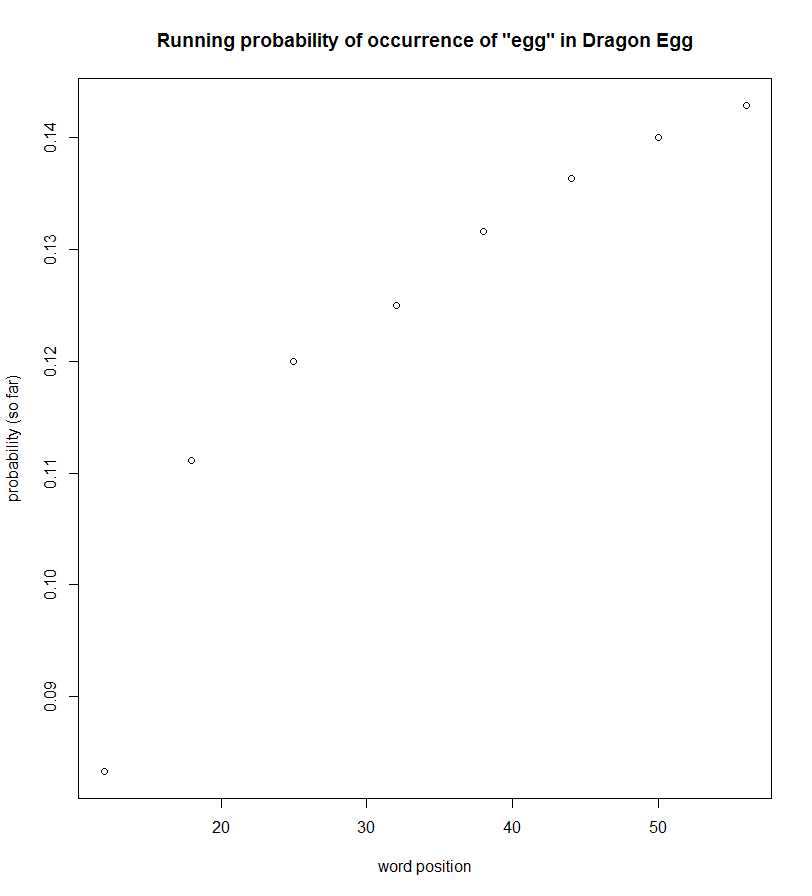 Running probability of occurrence of "egg" in Dragon Egg
0.14
0.13
0.12
0.11
0.10
0.09
probability (so far)
20 30 40 50
word position